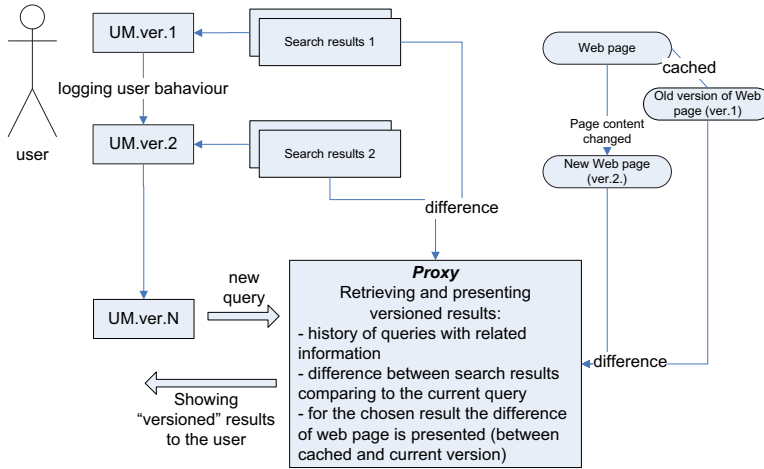 UM.ver.1
Search results 1
logging user bahaviour
user
UM.ver.2
Search results 2
difference
UM.ver.N
new
query
Showing
“versioned” results
to the user
Proxy
Retrieving and presenting
versioned results:
- history of queries with related
information
- difference between search results
comparing to the current query
- for the chosen result the difference
of web page is presented (between
cached and current version)
Web page
cached
Old version of Web
page (ver.1)
Page content
changed
New Web page
(ver.2.)
difference